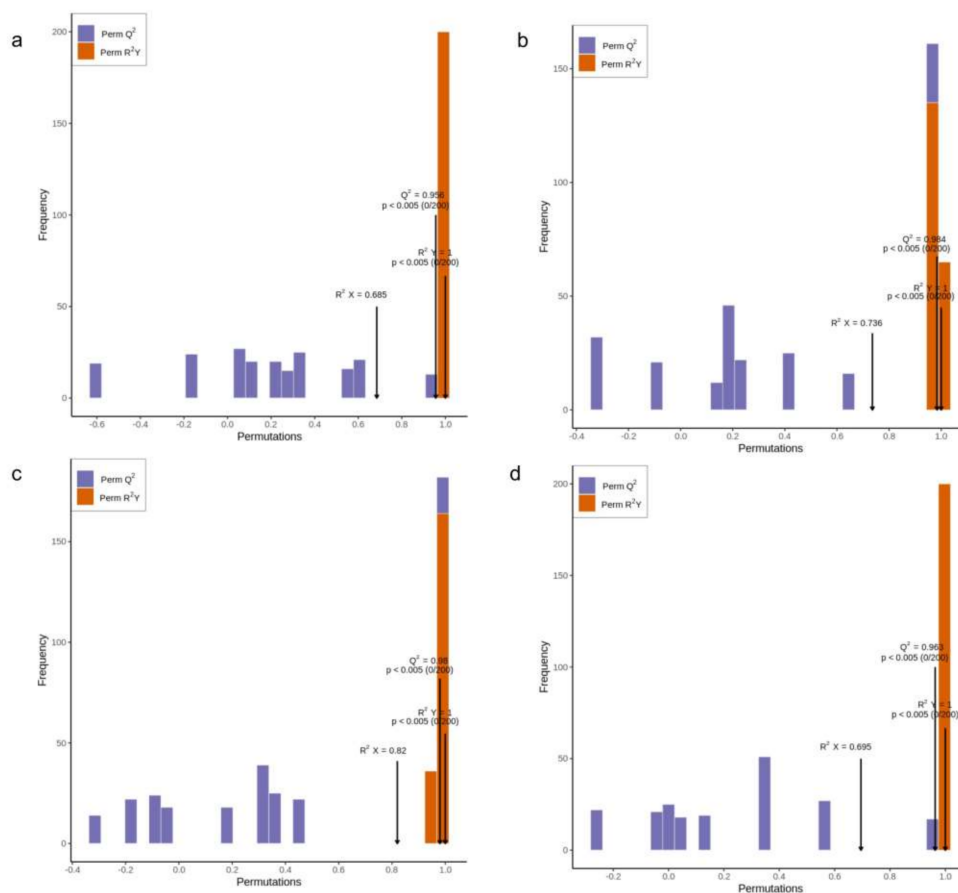 a
Perm Q²
Perm R²Y
200
150
100
50
0
Frequency
Q² = 0.956
p < 0.005 (0/200)
R² Y = 1
p < 0.005 (0/200)
R² X = 0.685
-0.6 -0.4 -0.2 0.0 0.2 0.4 0.6 0.8 1.0
Permutations
b
Perm Q²
Perm R²Y
150
100
50
0
Frequency
Q² = 0.984
p < 0.005 (0/200)
R² Y = 1
p < 0.005 (0/200)
R² X = 0.736
-0.4 -0.2 0.0 0.2 0.4 0.6 0.8 1.0
Permutations
c
Perm Q²
Perm R²Y
150
100
50
0
Frequency
Q² = 0.98
p < 0.005 (0/200)
R² Y = 1
p < 0.005 (0/200)
R² X = 0.82
-0.4 -0.2 0.0 0.2 0.4 0.6 0.8 1.0
Permutations
d
Perm Q²
Perm R²Y
200
150
100
50
0
Frequency
Q² = 0.963
p < 0.005 (0/200)
R² Y = 1
p < 0.005 (0/200)
R² X = 0.695
-0.2 0.0 0.2 0.4 0.6 0.8 1.0
Permutations